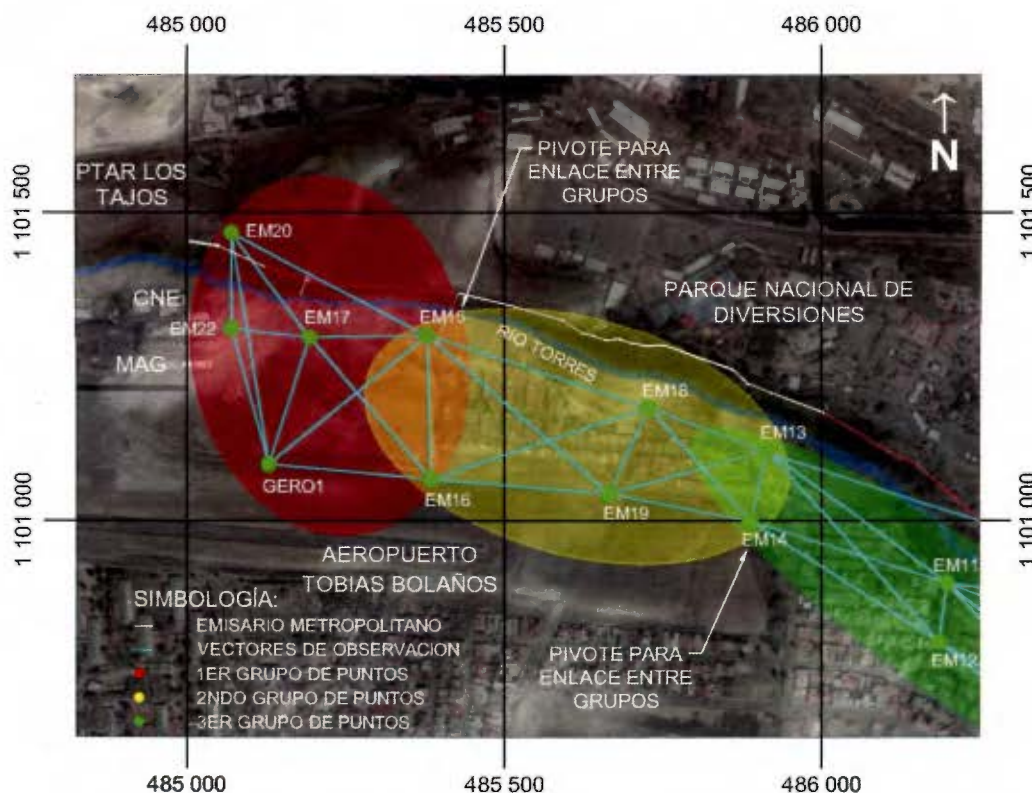 485 000
485 500
486 000
N
PIVOTE PARA
ENLACE ENTRE
GRUPOS
PTAR LOS
TAJOS
1 101 500
1 101 500
EM20
CNE
PARQUE NACIONAL DE
DIVERSIONES
EM22
EM17
EM15
RIO TORRES
MAG
EM18
EM13
GERO1
EM16
EM19
1 101 000
1 101 000
EM14
EM11
EM12
AEROPUERTO
TOBIAS BOLAÑOS
SIMBOLOGÍA:
EMISARIO METROPOLITANO
VECTORES DE OBSERVACION
1ER GRUPO DE PUNTOS
2NDO GRUPO DE PUNTOS
3ER GRUPO DE PUNTOS
PIVOTE PARA
ENLACE ENTRE
GRUPOS
485 000
485 500
486 000